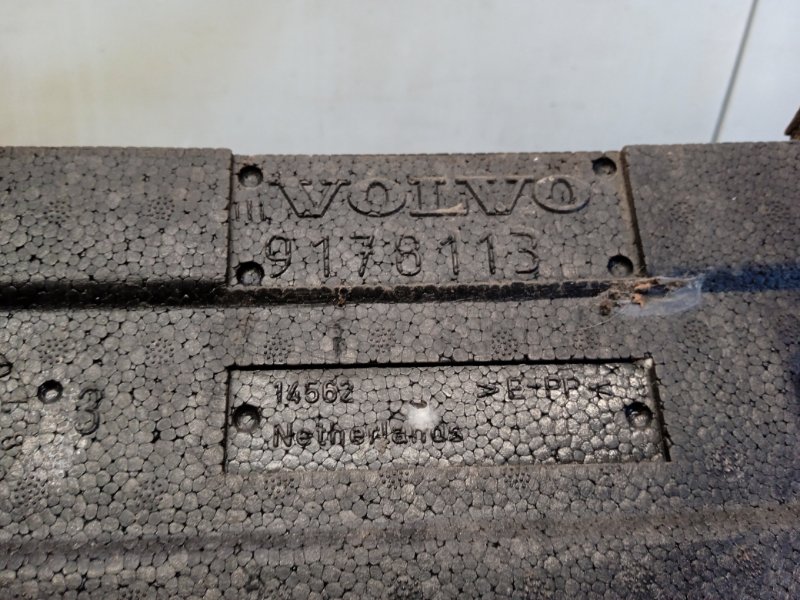 VOLVO
9178113
14562 >E-PP<
Netherlands
3